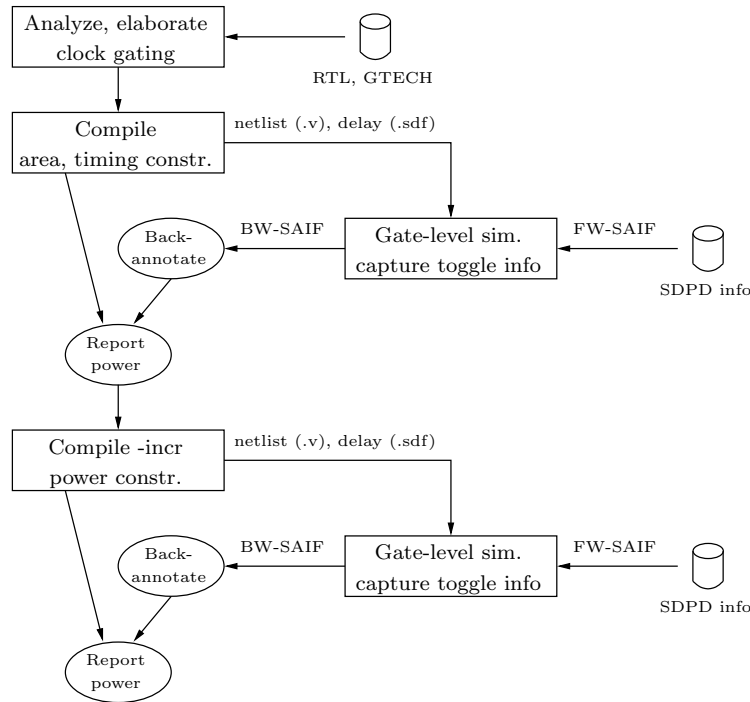 Analyze, elaborate
clock gating
RTL, GTECH
Compile
area, timing constr.
netlist (.v), delay (.sdf)
Back-
annotate
BW-SAIF
Gate-level sim.
capture toggle info
FW-SAIF
SDPD info
Report
power
Compile -incr
power constr.
netlist (.v), delay (.sdf)
Back-
annotate
BW-SAIF
Gate-level sim.
capture toggle info
FW-SAIF
SDPD info
Report
power